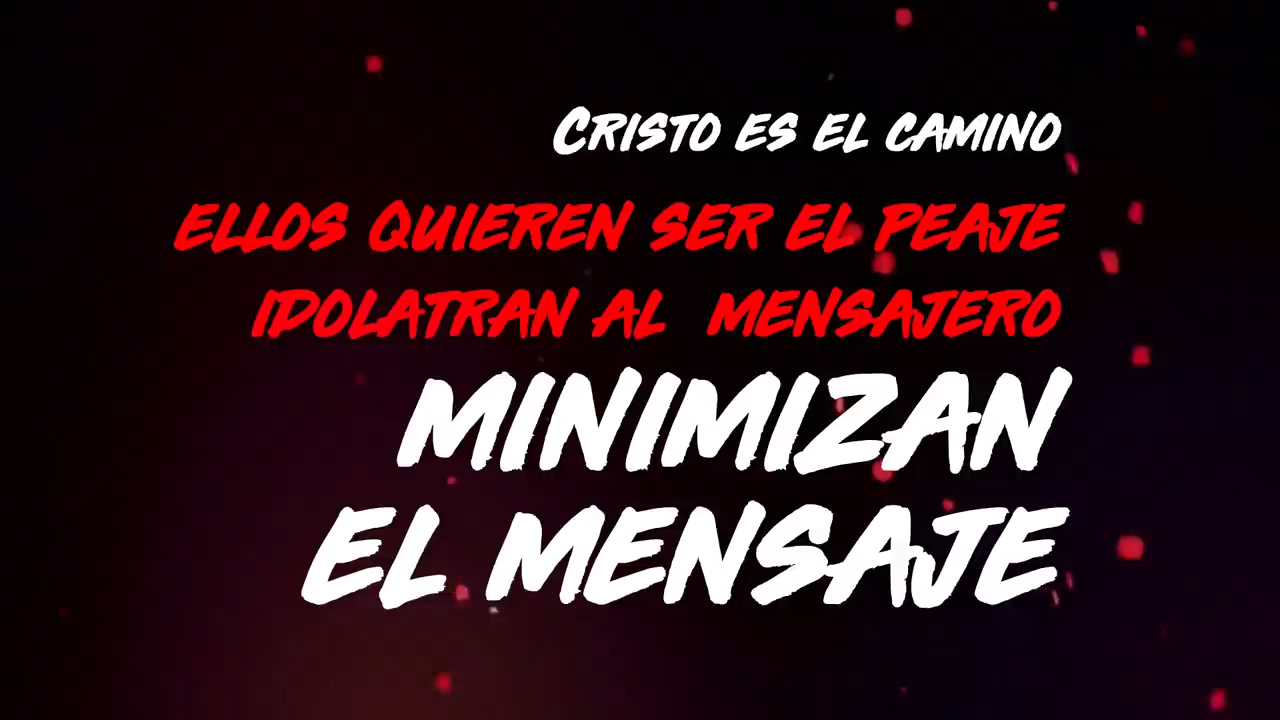 Cristo es el camino
ellos quieren ser el peaje
idolatran al mensajero
minimizan
el mensaje